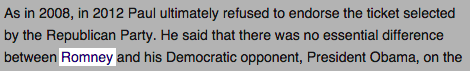 As in 2008, in 2012 Paul ultimately refused to endorse the ticket selected
by the Republican Party. He said that there was no essential difference
between Romney and his Democratic opponent, President Obama, on the